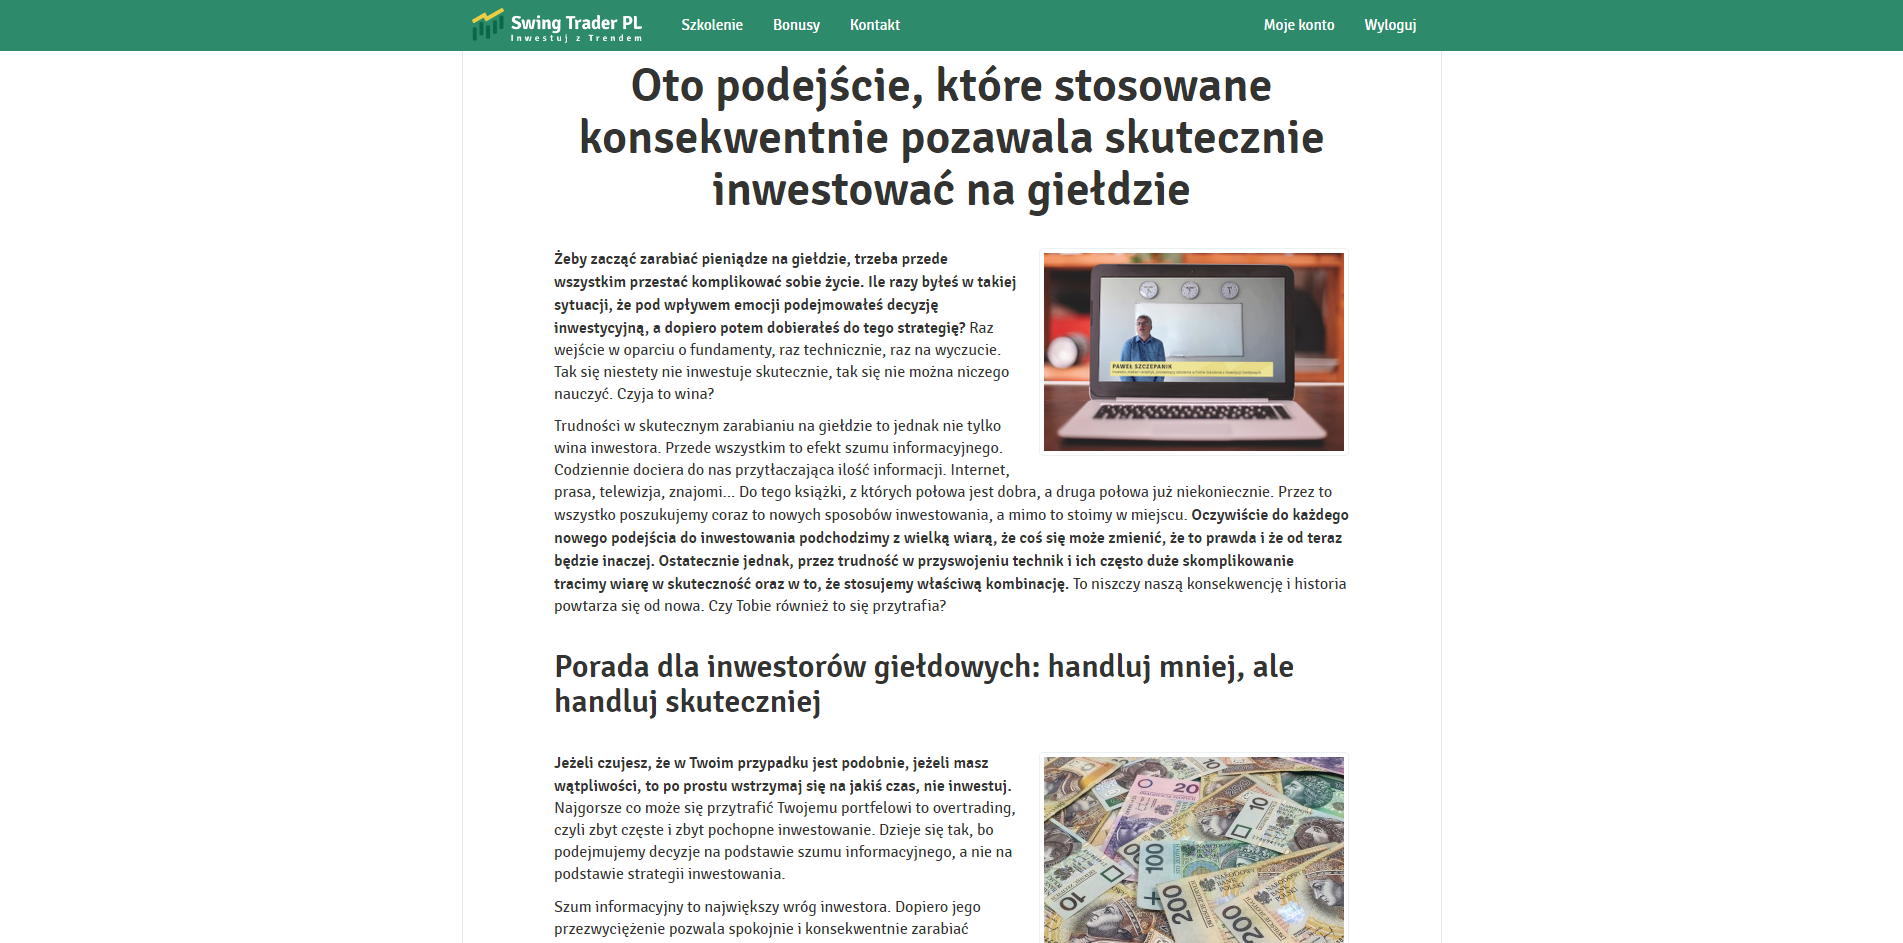 Swing Trader PL
Inwestuj z Trendem
Szkolenie
Bonusy
Kontakt
Moje konto
Wyloguj
Oto podejście, które stosowane
konsekwentnie pozawala skutecznie
inwestować na giełdzie
Żeby zacząć zarabiać pieniądze na giełdzie, trzeba przede
wszystkim przestać komplikować sobie życie. Ile razy byłeś w takiej
sytuacji, że pod wpływem emocji podejmowałeś decyzję
inwestycyjną, a dopiero potem dobierałeś do tego strategię? Raz
wejście w oparciu o fundamenty, raz technicznie, raz na wyczucie.
Tak się niestety nie inwestuje skutecznie, tak się nie można niczego
nauczyć. Czyja to wina?
PAWEŁ SZCZEPANIK
Trudności w skutecznym zarabianiu na giełdzie to jednak nie tylko
wina inwestora. Przede wszystkim to efekt szumu informacyjnego.
Codziennie dociera do nas przytłaczająca ilość informacji. Internet,
prasa, telewizja, znajomi... Do tego książki, z których połowa jest dobra, a druga połowa już niekoniecznie. Przez to
wszystko poszukujemy coraz to nowych sposobów inwestowania, a mimo to stoimy w miejscu. Oczywiście do każdego
nowego podejścia do inwestowania podchodzimy z wielką wiarą, że coś się może zmienić, że to prawda i że od teraz
będzie inaczej. Ostatecznie jednak, przez trudność w przyswojeniu technik i ich często duże skomplikowanie
tracimy wiarę w skuteczność oraz w to, że stosujemy właściwą kombinację. To niszczy naszą konsekwencję i historia
powtarza się od nowa. Czy Tobie również to się przytrafia?
Porada dla inwestorów giełdowych: handluj mniej, ale
handluj skuteczniej
Jeżeli czujesz, że w Twoim przypadku jest podobnie, jeżeli masz
wątpliwości, to po prostu wstrzymaj się na jakiś czas, nie inwestuj.
Najgorsze co może się przytrafić Twojemu portfelowi to overtrading,
czyli zbyt częste i zbyt pochopne inwestowanie. Dzieje się tak, bo
podejmujemy decyzje na podstawie szumu informacyjnego, a nie na
podstawie strategii inwestowania.
Szum informacyjny to największy wróg inwestora. Dopiero jego
przezwyciężenie pozwala spokojnie i konsekwentnie zarabiać
10
20
10
100
10
200
200
NARODOWY
BANK
POLSKI